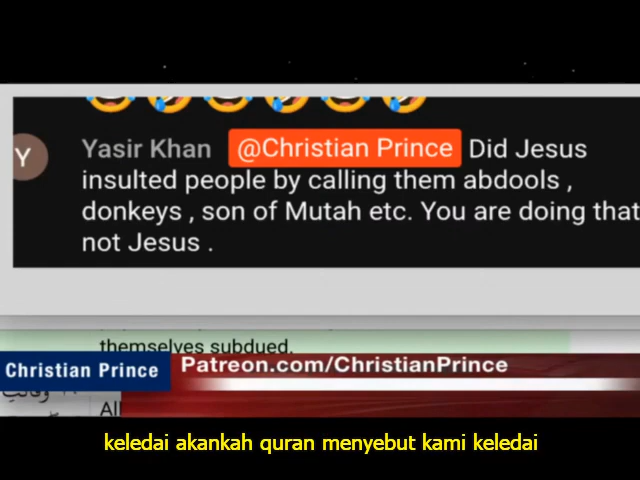 Y
Yasir Khan @Christian Prince Did Jesus
insulted people by calling them abdools ,
donkeys , son of Mutah etc. You are doing that
not Jesus .
themselves subdued.
Christian Prince
Patreon.com/ChristianPrince
keledai akankah quran menyebut kami keledai